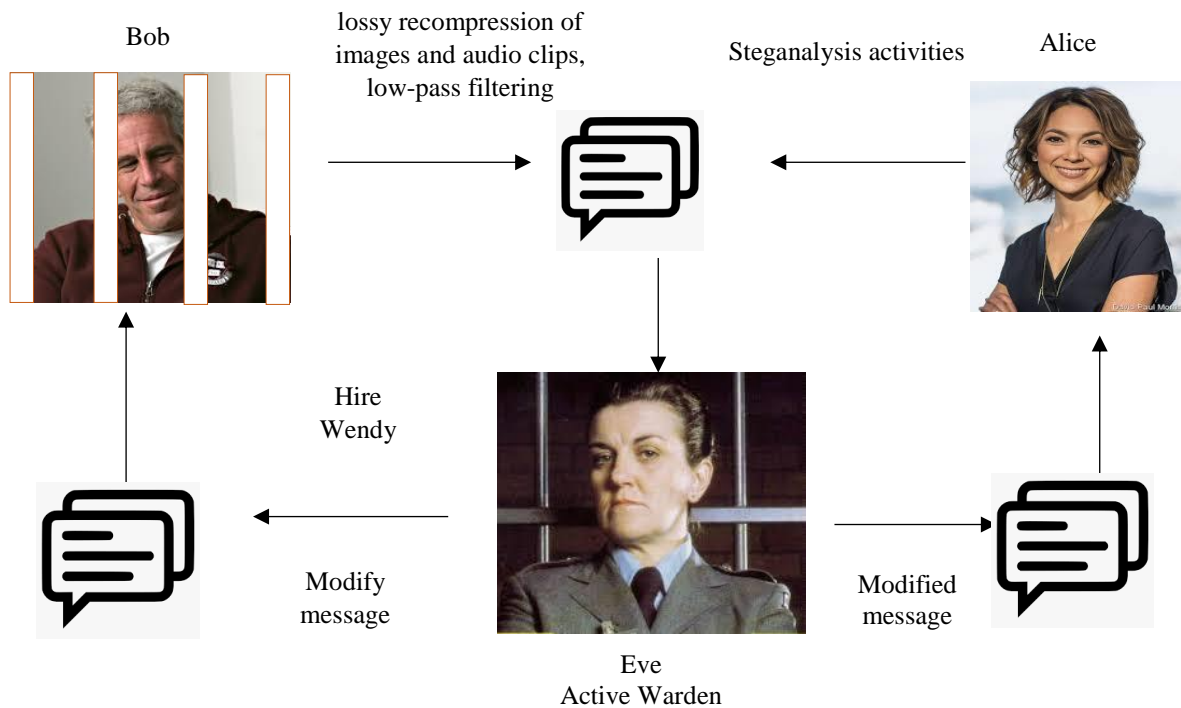 Bob
lossy recompression of
images and audio clips,
low-pass filtering
Steganalysis activities
Alice
Hire
Wendy
Modify
message
Modified
message
Eve
Active Warden